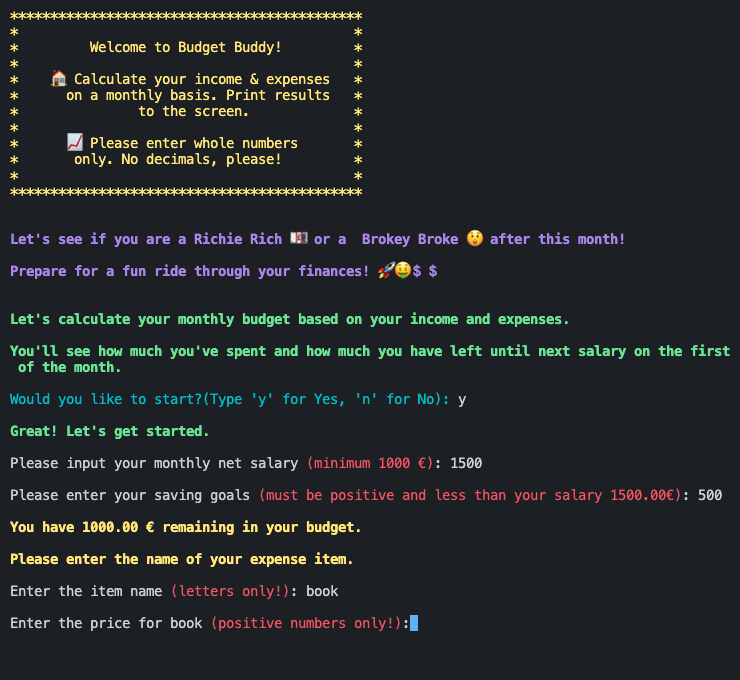 ********************************************
*                                          *
*         Welcome to Budget Buddy!         *
*                                          *
*    🏠 Calculate your income & expenses   *
*      on a monthly basis. Print results   *
*               to the screen.             *
*                                          *
*      📈 Please enter whole numbers       *
*       only. No decimals, please!         *
*                                          *
********************************************
Let's see if you are a Richie Rich 💵 or a  Brokey Broke 😲 after this month!
Prepare for a fun ride through your finances! 🚀🤑$ $
Let's calculate your monthly budget based on your income and expenses.
You'll see how much you've spent and how much you have left until next salary on the first
 of the month.
Would you like to start?(Type 'y' for Yes, 'n' for No): y
Great! Let's get started.
Please input your monthly net salary (minimum 1000 €): 1500
Please enter your saving goals (must be positive and less than your salary 1500.00€): 500
You have 1000.00 € remaining in your budget.
Please enter the name of your expense item.
Enter the item name (letters only!): book
Enter the price for book (positive numbers only!):